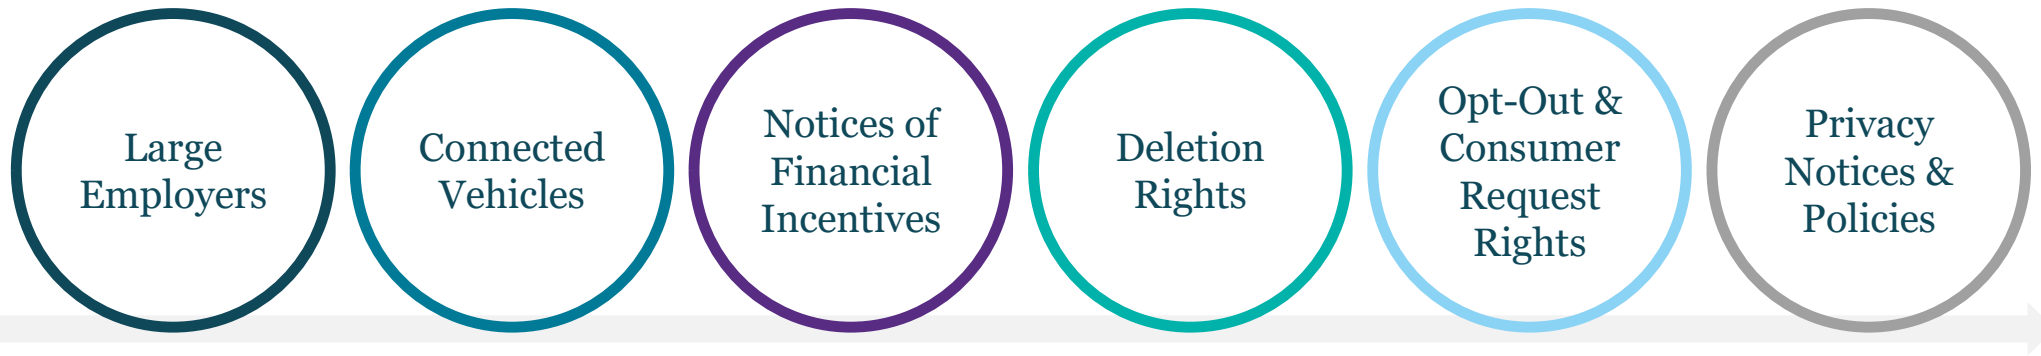 Large
Employers
Connected
Vehicles
Notices of
Financial
Incentives
Deletion
Rights
Opt-Out &
Consumer
Request
Rights
Privacy
Notices &
Policies